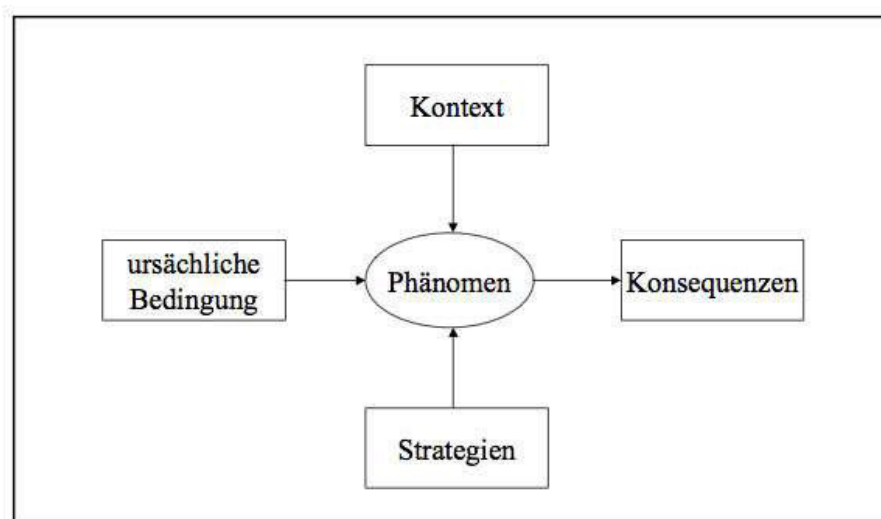 Kontext
ursächliche
Bedingung
Phänomen
Konsequenzen
Strategien